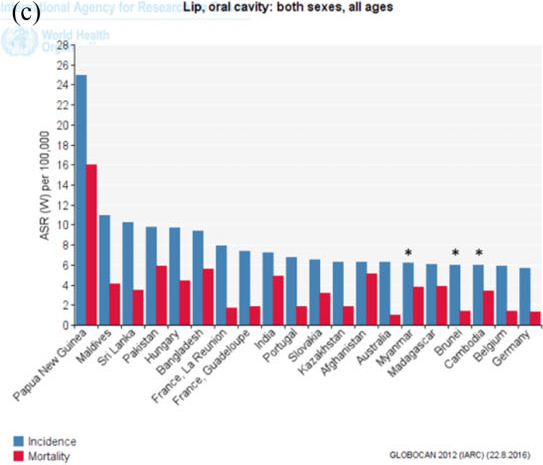 International Agency for Research
(c)
Lip, oral cavity: both sexes, all ages
World Health
Organization
ASR (W) per 100,000
28
26
24
22
20
18
16
14
12
10
8
6
4
2
0
* * *
Papua New Guinea
Maldives
Sri Lanka
Pakistan
Hungary
Bangladesh
France, La Reunion
France, Guadeloupe
India
Portugal
Slovakia
Kazakhstan
Afghanistan
Australia
Myanmar
Madagascar
Brunei
Cambodia
Belgium
Germany
Incidence
Mortality
GLOBOCAN 2012 (IARC) (22.8.2016)